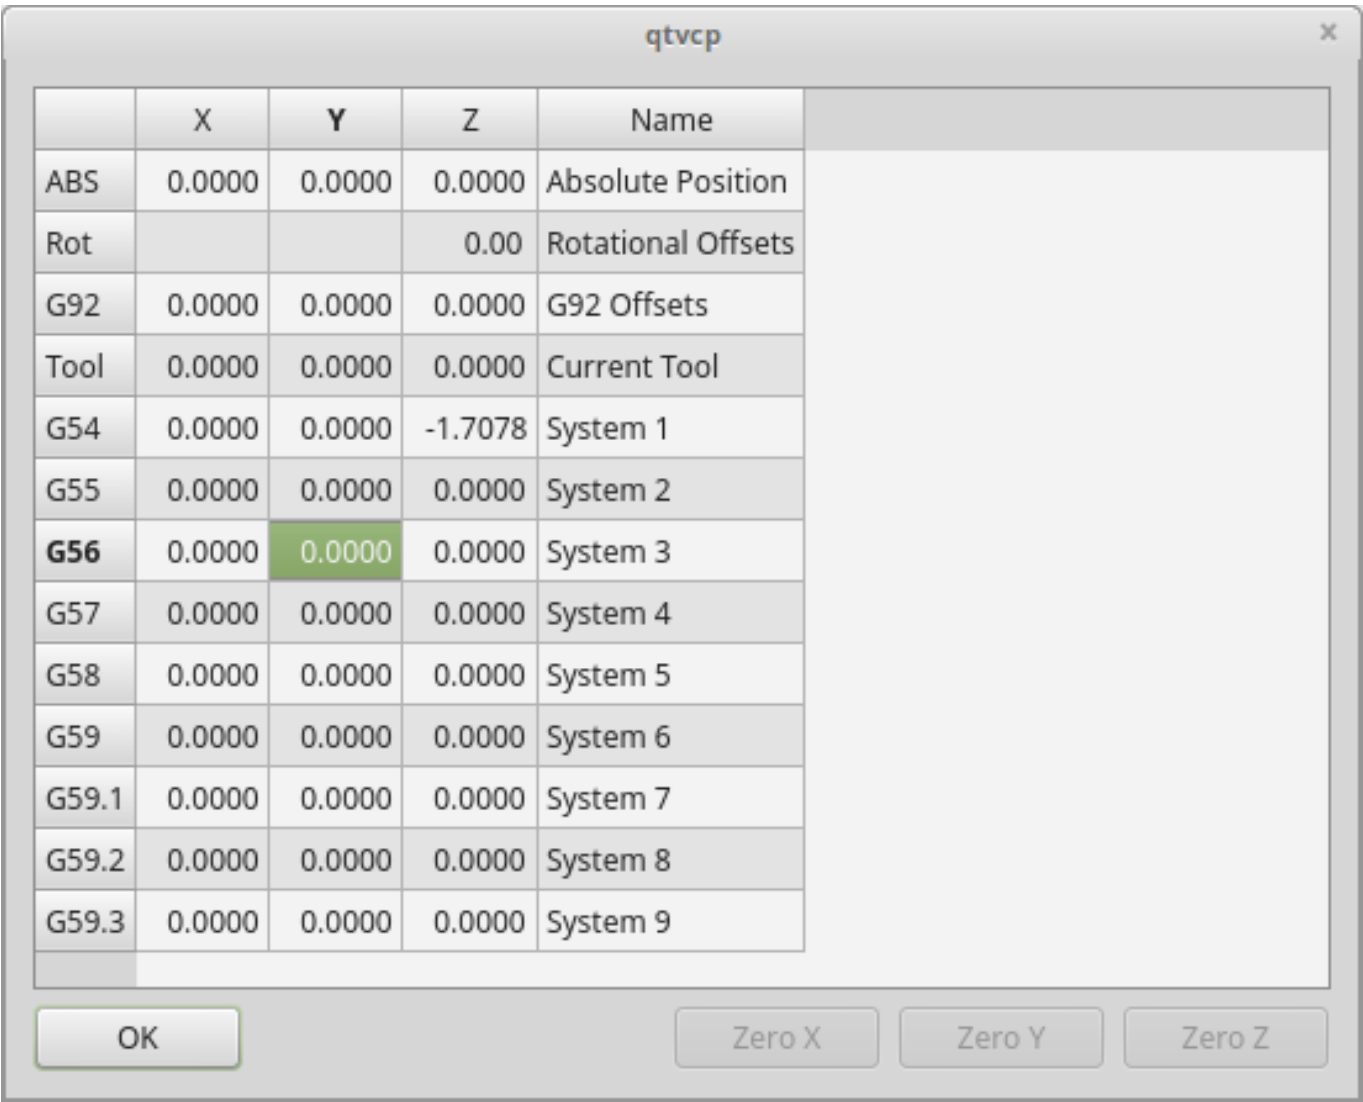 qtvcp ×
X Y Z Name
ABS 0.0000 0.0000 0.0000 Absolute Position
Rot 0.00 Rotational Offsets
G92 0.0000 0.0000 0.0000 G92 Offsets
Tool 0.0000 0.0000 0.0000 Current Tool
G54 0.0000 0.0000 -1.7078 System 1
G55 0.0000 0.0000 0.0000 System 2
G56 0.0000 0.0000 0.0000 System 3
G57 0.0000 0.0000 0.0000 System 4
G58 0.0000 0.0000 0.0000 System 5
G59 0.0000 0.0000 0.0000 System 6
G59.1 0.0000 0.0000 0.0000 System 7
G59.2 0.0000 0.0000 0.0000 System 8
G59.3 0.0000 0.0000 0.0000 System 9
OK Zero X Zero Y Zero Z